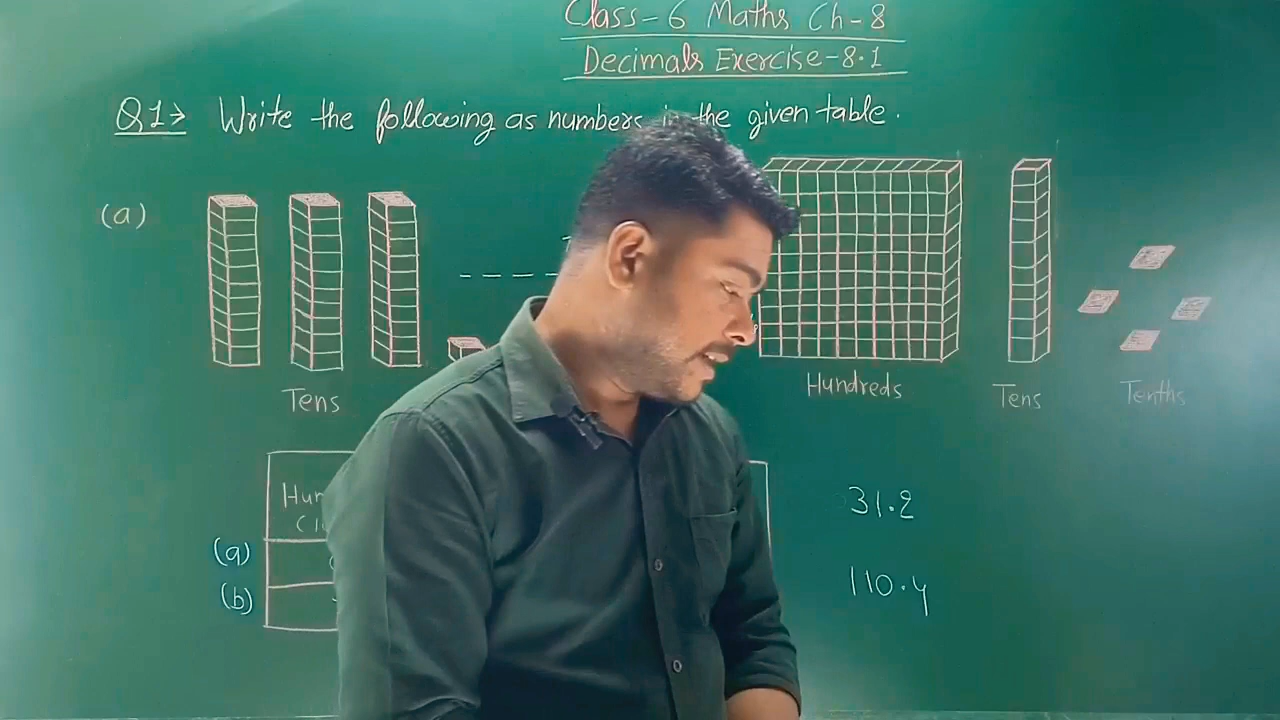 Class-6 Maths Ch-8
Decimals Exercise-8.1
Q1→ Write the following as numbers in the given table.
(a)
Tens
Hundreds
Tens
Tenths
31.2
(a)
(b)
110.4